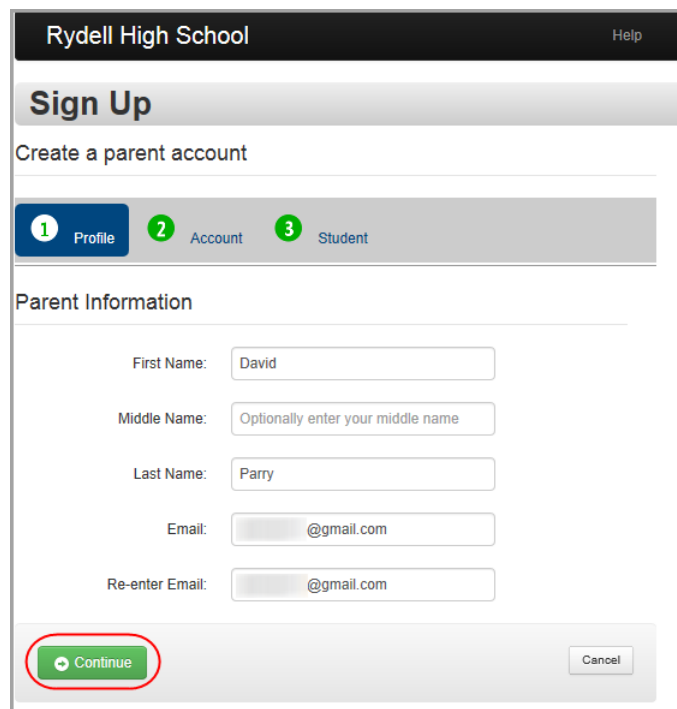 Rydell High School Help
Sign Up
Create a parent account
1 Profile 2 Account 3 Student
Parent Information
First Name: David
Middle Name: Optionally enter your middle name
Last Name: Parry
Email: @gmail.com
Re-enter Email: @gmail.com
Continue Cancel